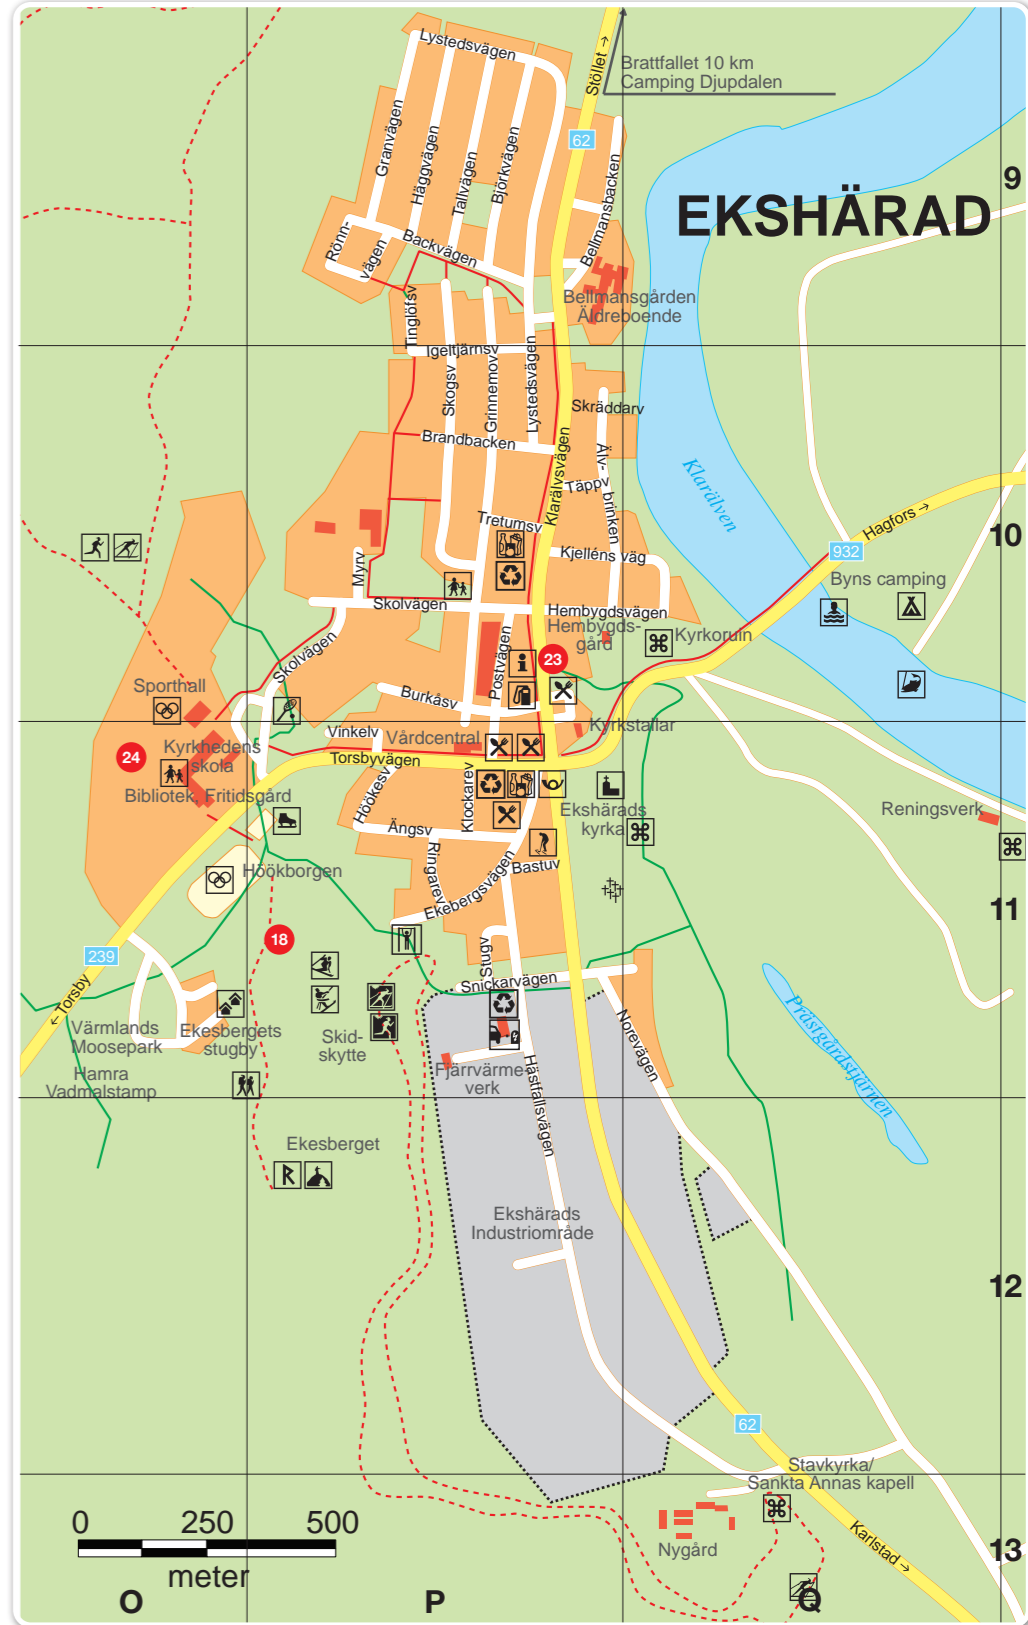 Lystedsvägen
Stöllet →
Brattfallet 10 km
Camping Djupdalen
62
Granvägen
Häggvägen
Tallvägen
Björkvägen
Bellmansbacken
9
EKSHÄRAD
Rönn-
vägen
Backvägen
Tinglöfsv
Bellmansgården
Äldreboende
Igeltjärnsv
Skogsv
Grinnemov
Lystedsvägen
Skräddarv
Brandbacken
Klarälvsvägen
Älv-
brinken
Täppv
Klarälven
Hagfors →
Tretumsv
10
932
Kjelléns väg
Byns camping
Myrv
Skolvägen
Hembygdsvägen
Hembygds-
gård
Kyrkoruin
Skolvägen
Postvägen
23
Sporthall
Burkåsv
Kyrkstallar
Vinkelv
Vårdcentral
24
Kyrkhedens
skola
Torsbyvägen
Bibliotek, Fritidsgård
Höökesv
Klockarev
Ekshärads
kyrka
Reningsverk
Ängsv
Ringarev
Bastuv
Höökborgen
Ekebergsvägen
11
18
239
Stugv
Snickarvägen
← Torsby
Värmlands
Moosepark
Ekesbergets
stugby
Skid-
skytte
Norevägen
Prästgårdstjärnen
Hamra
Vadmalstamp
Fjärrvärme-
verk
Hästfallsvägen
Ekesberget
R
Ekshärads
Industriområde
12
62
Stavkyrka/
Sankta Annas kapell
0 250 500
meter
Nygård
Karlstad →
13
O P Q